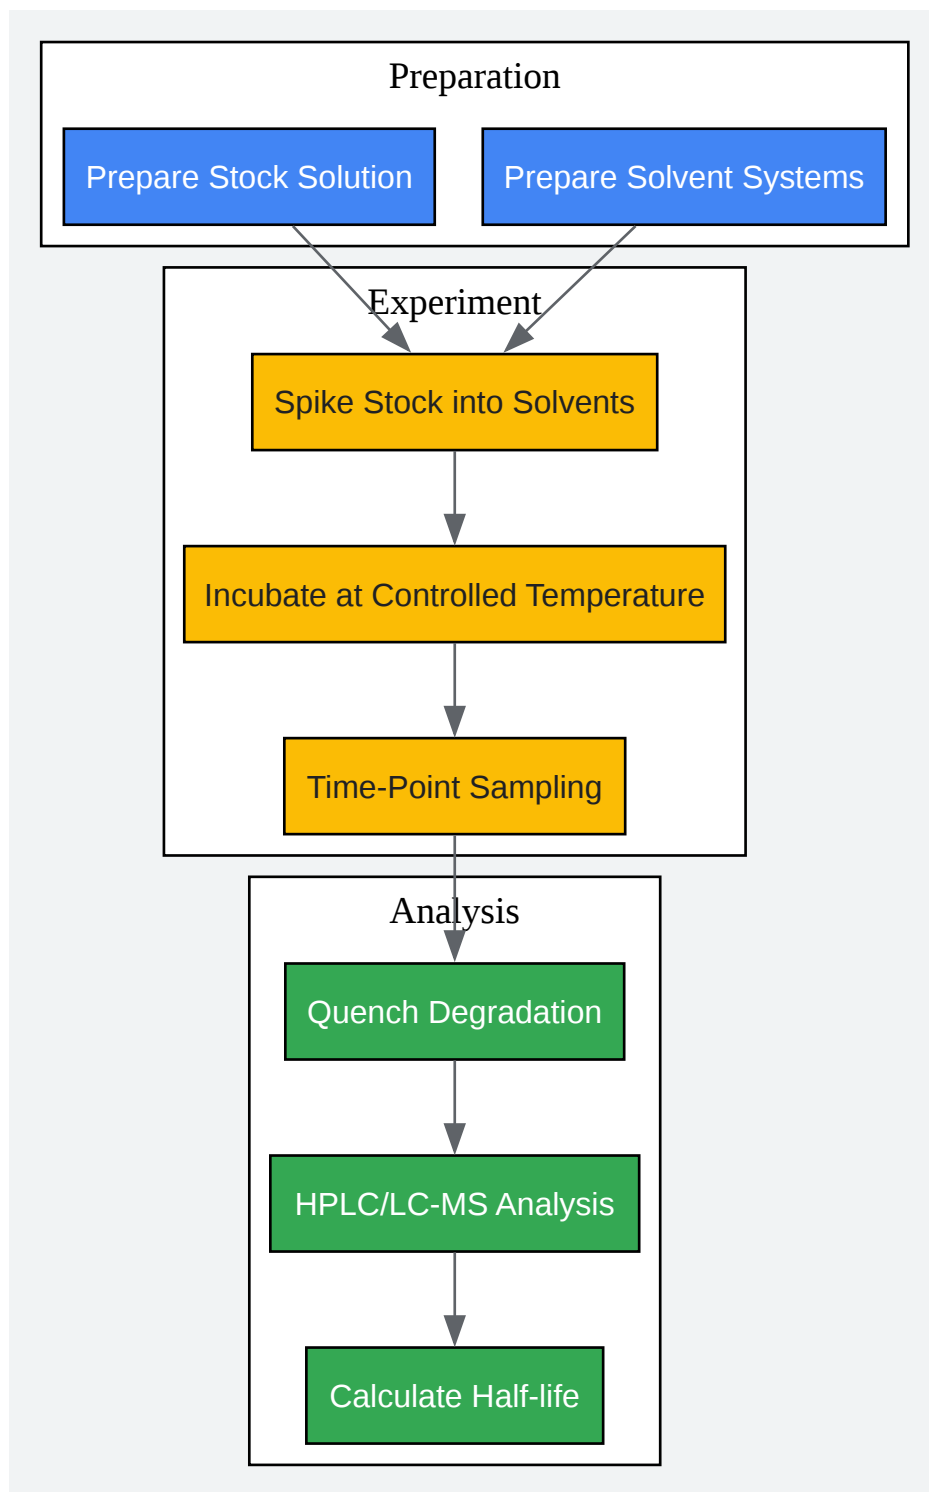 Preparation
Prepare Stock Solution
Prepare Solvent Systems
Experiment
Spike Stock into Solvents
Incubate at Controlled Temperature
Time-Point Sampling
Analysis
Quench Degradation
HPLC/LC-MS Analysis
Calculate Half-life